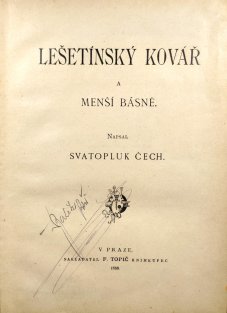 LEŠETÍNSKÝ KOVÁŘ
A
MENŠÍ BÁSNĚ.
NAPSAL
SVATOPLUK ČECH.
V PRAZE.
NAKLADATEL F. TOPIČ KNIHKUPEC